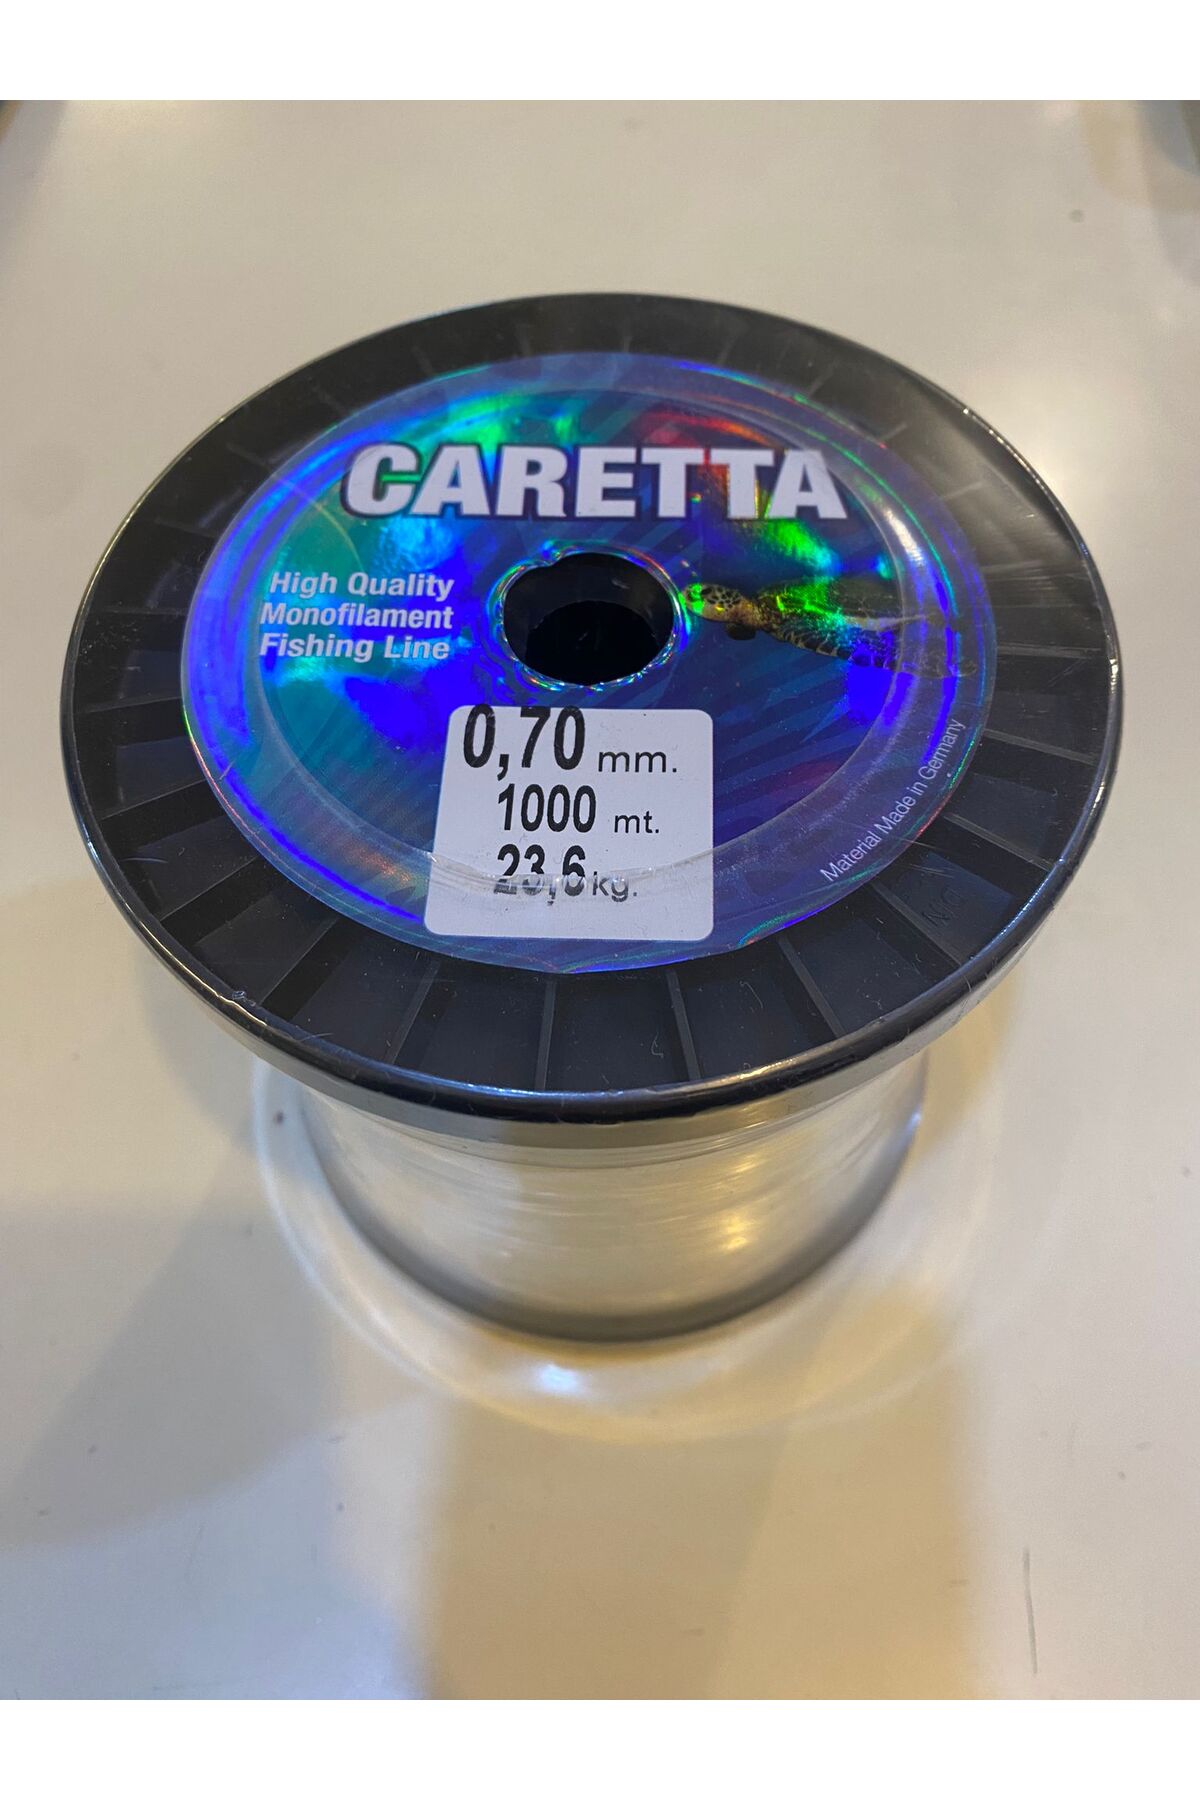 CARETTA
High Quality
Monofilament
Fishing Line
0,70 mm.
1000 mt.
23,6 kg.
Material Made in Germany